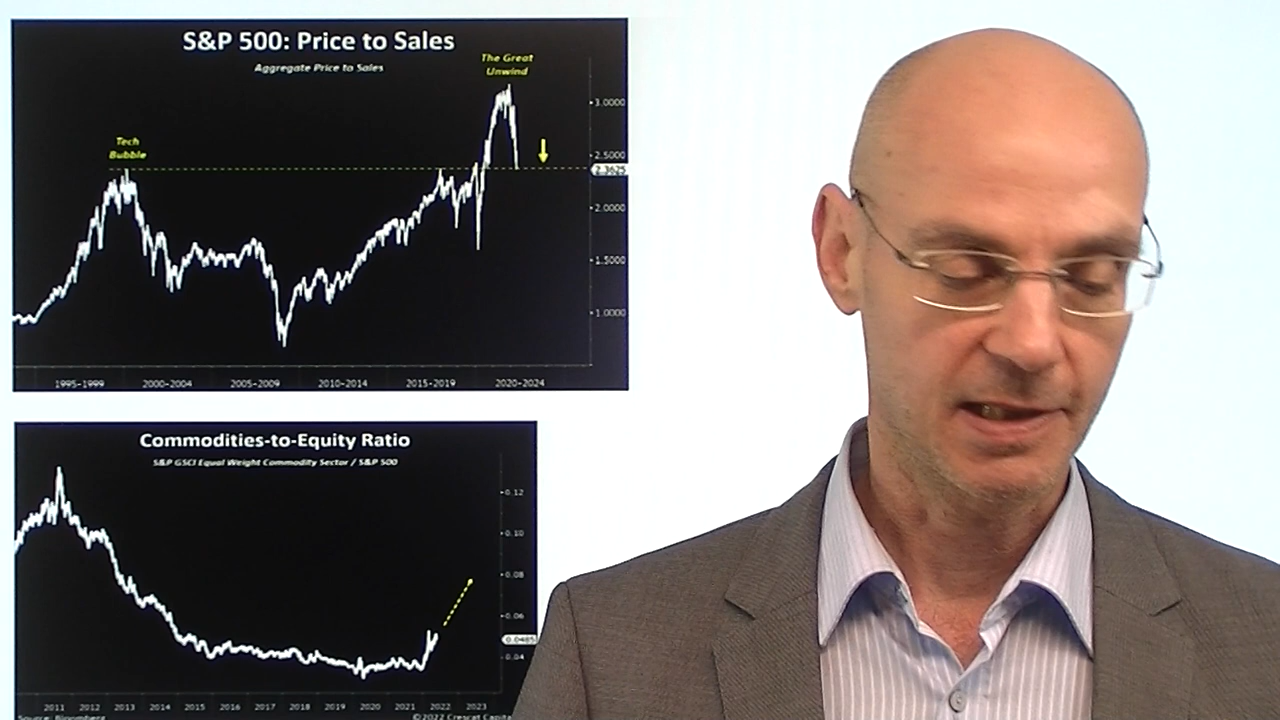 S&P 500: Price to Sales
Aggregate Price to Sales
The Great
Unwind
Tech
Bubble
3.0000
2.5000
2.3625
2.0000
1.5000
1.0000
1995-1999 2000-2004 2005-2009 2010-2014 2015-2019 2020-2024
Commodities-to-Equity Ratio
S&P GSCI Equal Weight Commodity Sector / S&P 500
0.12
0.10
0.08
0.06
0.0485
0.04
2011 2012 2013 2014 2015 2016 2017 2018 2019 2020 2021 2022 2023
Source: Bloomberg ©2022 Crescat Capita